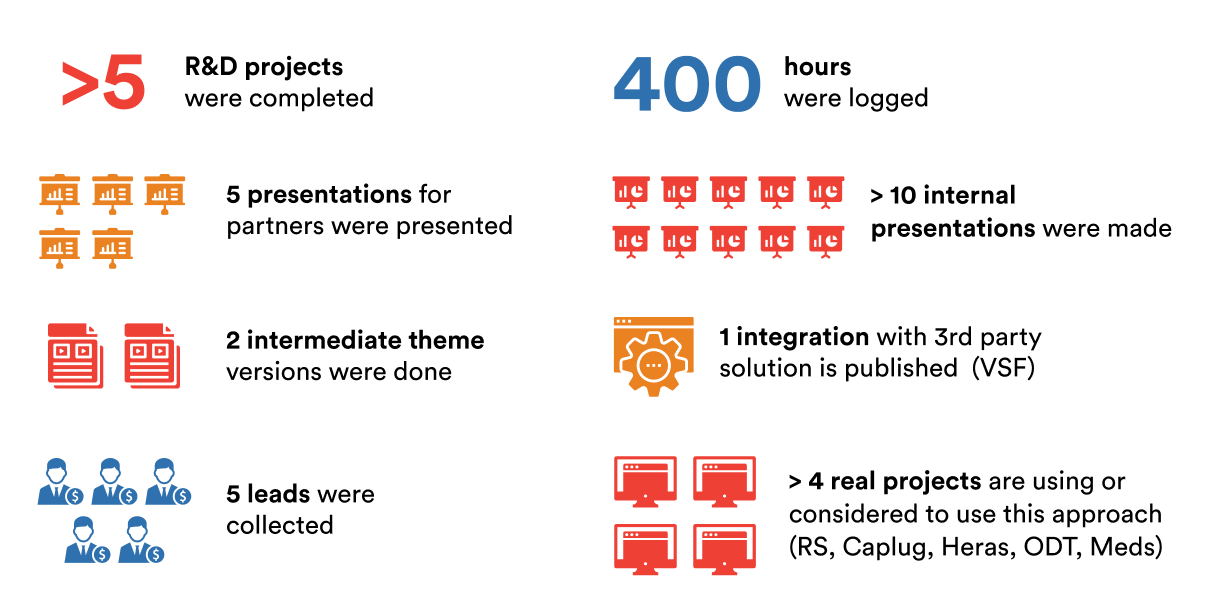 >5
R&D projects
were completed
400
hours
were logged
5 presentations for
partners were presented
> 10 internal
presentations were made
2 intermediate theme
versions were done
1 integration with 3rd party
solution is published (VSF)
$ $ $
$ $
5 leads were
collected
> 4 real projects are using or
considered to use this approach
(RS, Caplug, Heras, ODT, Meds)